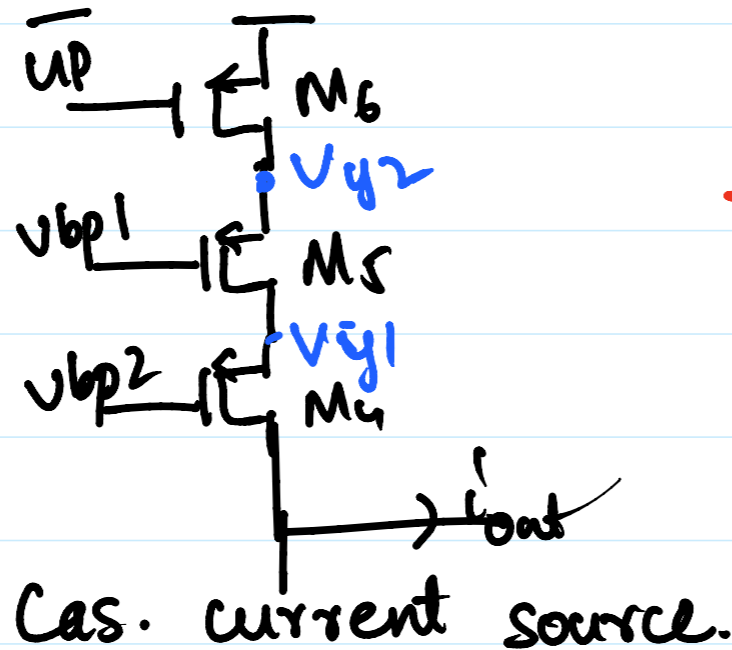 UP
M6
Vy2
Vbp1
M5
Vy1
Vbp2
M4
iout
Cas. current source.